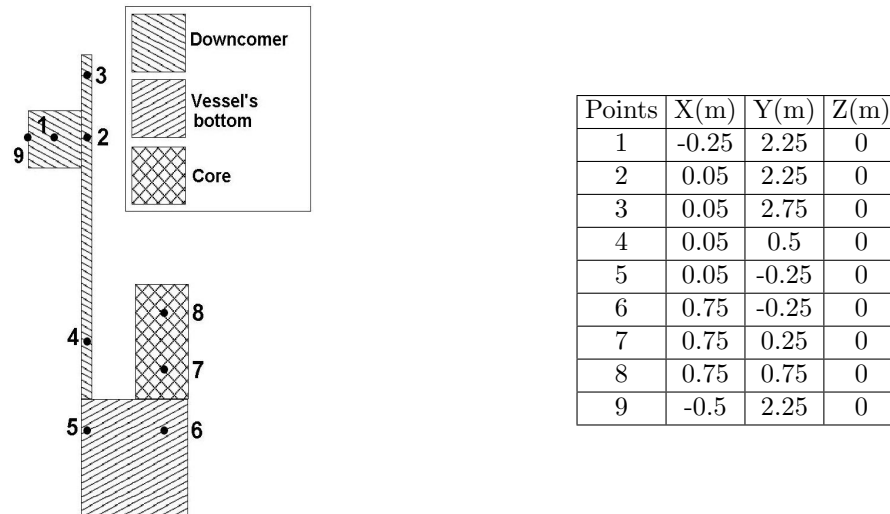 Downcomer
Vessel's
bottom
Core
3
1
2
9
8
4
7
5
6
Points X(m) Y(m) Z(m)
1 -0.25 2.25 0
2 0.05 2.25 0
3 0.05 2.75 0
4 0.05 0.5 0
5 0.05 -0.25 0
6 0.75 -0.25 0
7 0.75 0.25 0
8 0.75 0.75 0
9 -0.5 2.25 0